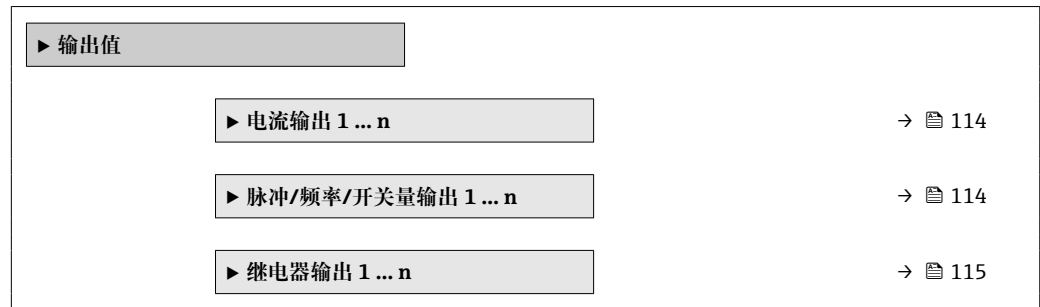 ▶ 输出值
▶ 电流输出 1 … n → 114
▶ 脉冲/频率/开关量输出 1 … n → 114
▶ 继电器输出 1 … n → 115